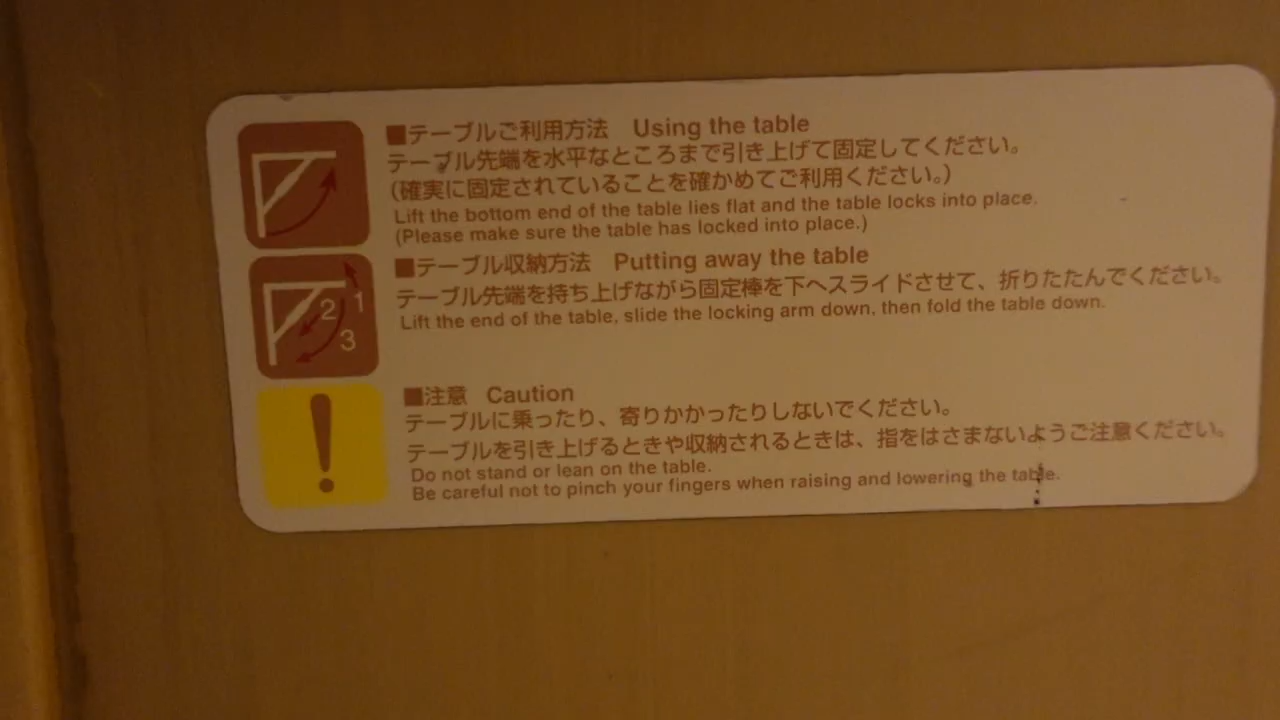 ■テーブルご利用方法 Using the table
テーブル先端を水平なところまで引き上げて固定してください。
(確実に固定されていることを確かめてご利用ください。)
Lift the bottom end of the table lies flat and the table locks into place.
(Please make sure the table has locked into place.)
■テーブル収納方法 Putting away the table
テーブル先端を持ち上げながら固定棒を下へスライドさせて、折りたたんでください。
Lift the end of the table, slide the locking arm down, then fold the table down.
2 1
3
■注意 Caution
テーブルに乗ったり、寄りかかったりしないでください。
テーブルを引き上げるときや収納されるときは、指をはさまないようご注意ください。
Do not stand or lean on the table.
Be careful not to pinch your fingers when raising and lowering the table.
!